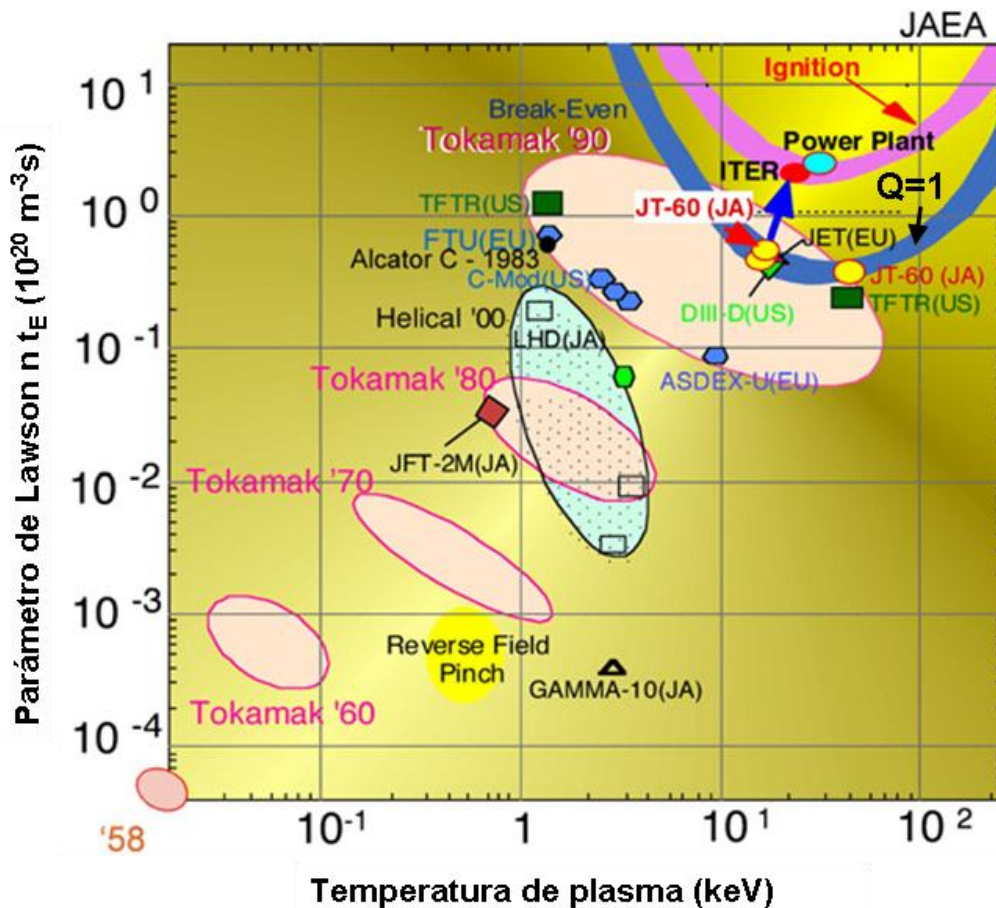 JAEA
10 1
Ignition
Break-Even
Tokamak '90
Power Plant
ITER
Q=1
TFTR(US)
JT-60 (JA)
10 0
FTU(EU)
JET(EU)
Alcator C - 1983
C-Mod(US)
JT-60 (JA)
TFTR(US)
DIII-D(US)
Helical '00
LHD(JA)
10 -1
Tokamak '80
ASDEX-U(EU)
JFT-2M(JA)
10 -2
Tokamak '70
10 -3
Reverse Field
Pinch
GAMMA-10(JA)
Tokamak '60
10 -4
'58
10-1
1
10 1
10 2
Parámetro de Lawson n tE (1020 m-3s)
Temperatura de plasma (keV)